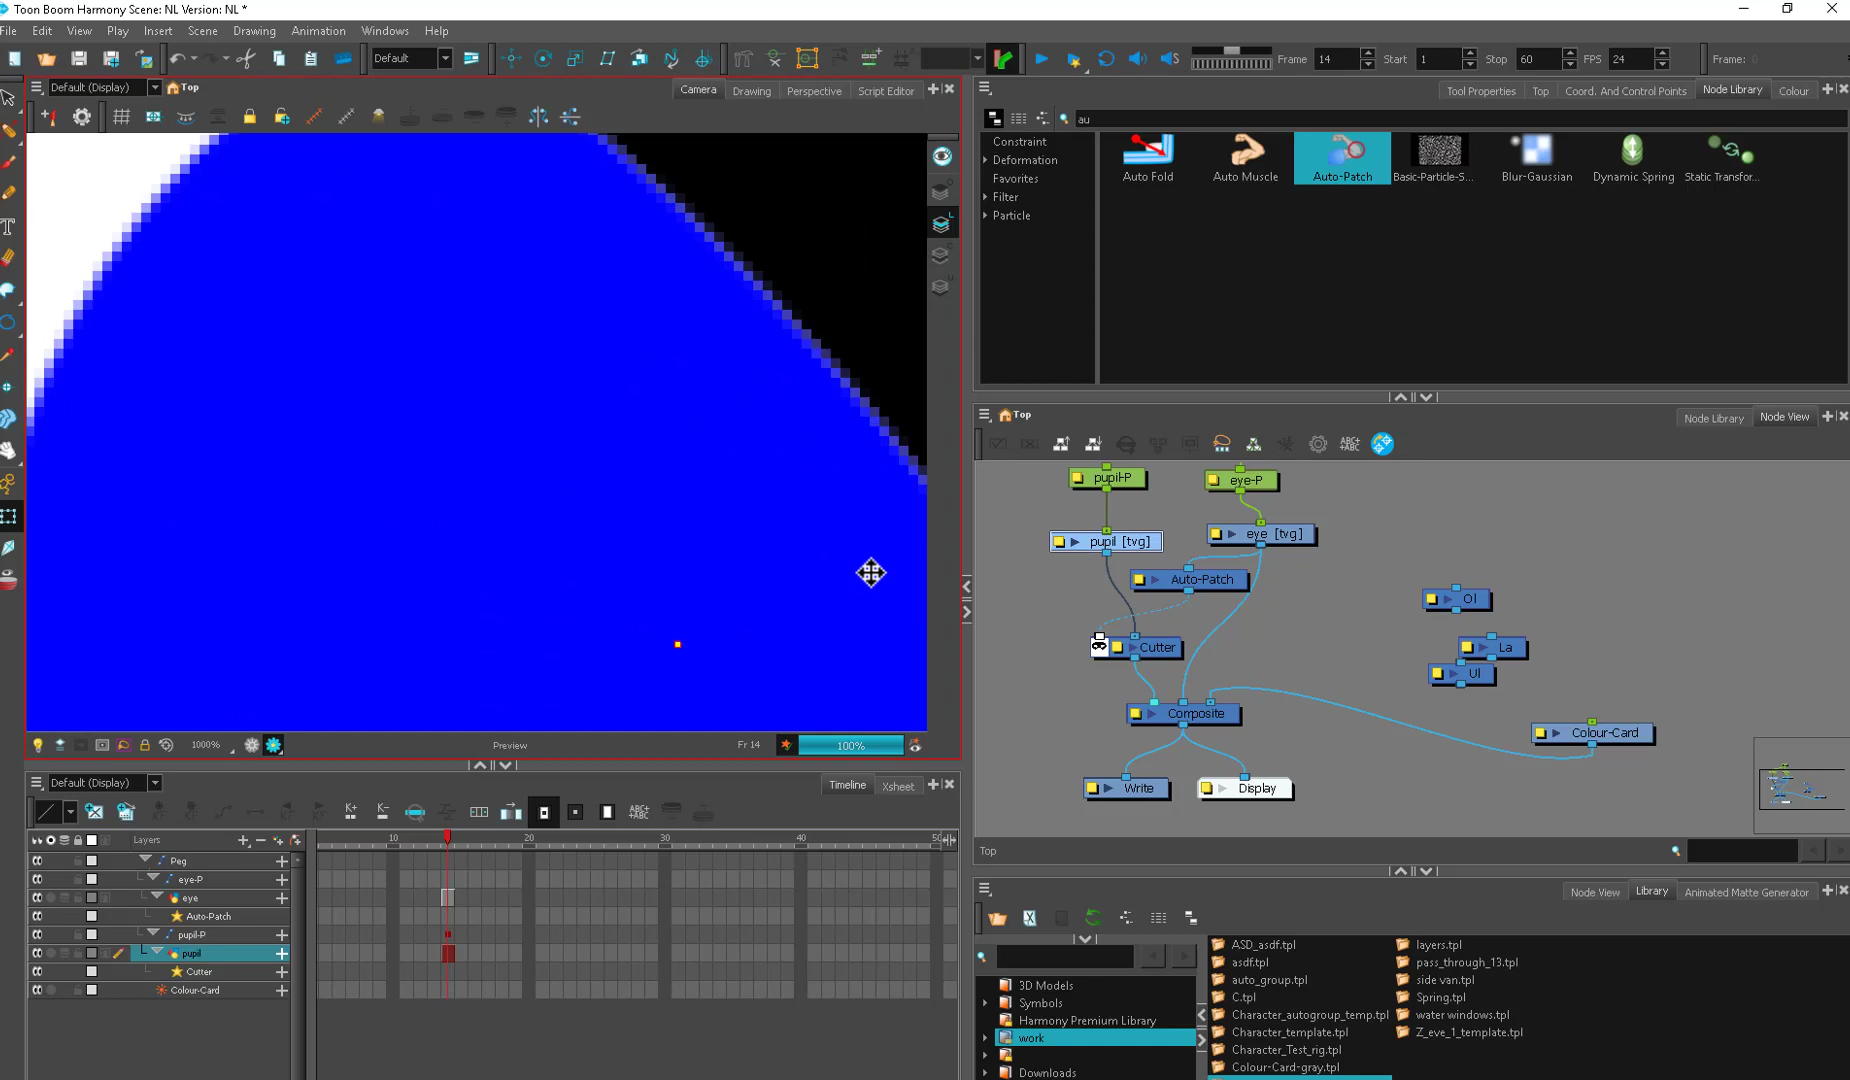 Toon Boom Harmony Scene: NL Version: NL *
File Edit View Play Insert Scene Drawing Animation Windows Help
Default Frame 14 Start 1 Stop 60 FPS 24 Frame: 0
Default (Display) Top Camera Drawing Perspective Script Editor
Tool Properties Top Coord. And Control Points Node Library Colour
au
Constraint
Deformation
Favorites
Filter
Particle
Auto Fold Auto Muscle Auto-Patch Basic-Particle-S... Blur-Gaussian Dynamic Spring Static Transfor...
Top Node Library Node View
pupil-P eye-P
pupil [tvg] eye [tvg]
Auto-Patch
Ol
Cutter
La
Ul
Composite
Colour-Card
Write Display
1000% Preview Fr 14 100%
Default (Display) Timeline Xsheet
Layers 10 20 30 40 50
Peg
eye-P
eye
Auto-Patch
pupil-P
pupil
Cutter
Colour-Card
Top
Node View Library Animated Matte Generator
3D Models
Symbols
Harmony Premium Library
work
Downloads
ASD_asdf.tpl
asdf.tpl
auto_group.tpl
C.tpl
Character_autogroup_temp.tpl
Character_template.tpl
Character_Test_rig.tpl
Colour-Card-gray.tpl
layers.tpl
pass_through_13.tpl
side van.tpl
Spring.tpl
water windows.tpl
Z_eve_1_template.tpl